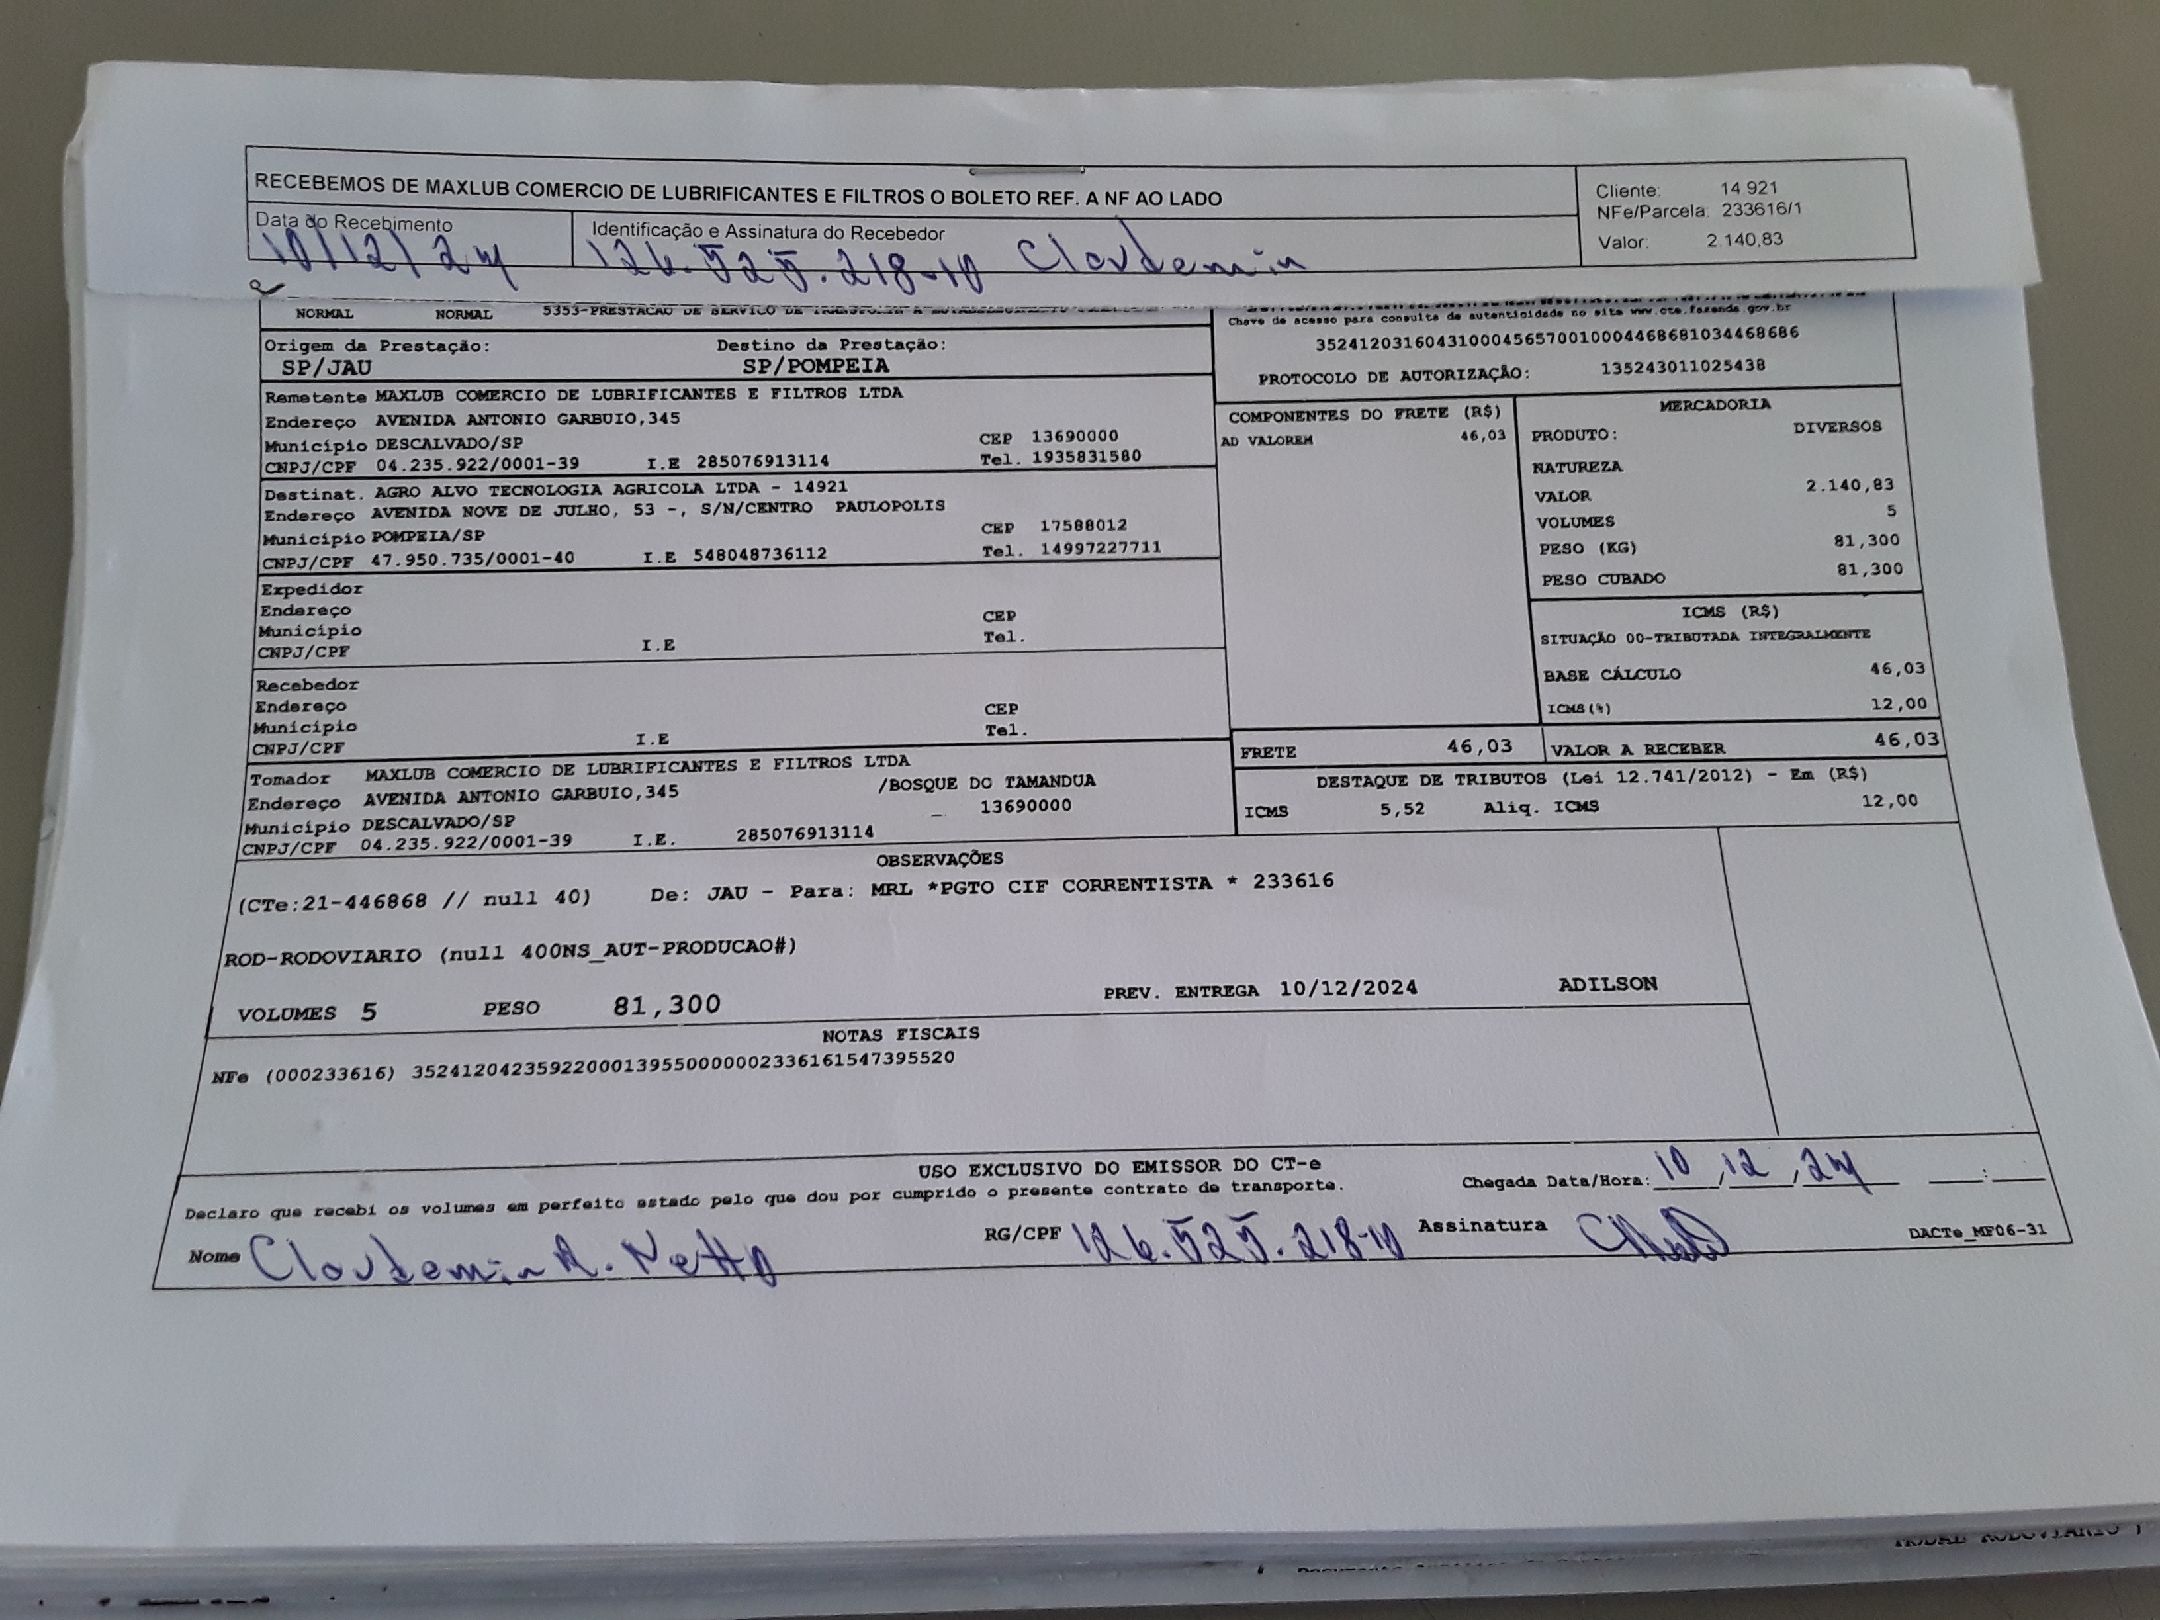 RECEBEMOS DE MAXLUB COMERCIO DE LUBRIFICANTES E FILTROS O BOLETO REF. A NF AO LADO
Cliente: 14 921
NFe/Parcela: 233616/1
Valor: 2.140,83
Data do Recebimento
10/12/24
Identificação e Assinatura do Recebedor
126.525.218-10 Claudemir
NORMAL NORMAL 5353-PRESTACAO DE SERVICO DE
Chave de acesso para consulta de autenticidade no site www.cte.fazenda.gov.br
35241203160431000456570010004468681034468686
PROTOCOLO DE AUTORIZAÇÃO: 135243011025438
Origem da Prestação: Destino da Prestação:
SP/JAU SP/POMPEIA
Remetente MAXLUB COMERCIO DE LUBRIFICANTES E FILTROS LTDA
Endereço AVENIDA ANTONIO GARBUIO,345
Município DESCALVADO/SP CEP 13690000
CNPJ/CPF 04.235.922/0001-39 I.E 285076913114 Tel. 1935831580
Destinat. AGRO ALVO TECNOLOGIA AGRICOLA LTDA - 14921
Endereço AVENIDA NOVE DE JULHO, 53 -, S/N/CENTRO PAULOPOLIS
Município POMPEIA/SP CEP 17588012
CNPJ/CPF 47.950.735/0001-40 I.E 548048736112 Tel. 14997227711
Expedidor
Endereço CEP
Município Tel.
CNPJ/CPF I.E
Recebedor
Endereço CEP
Município Tel.
CNPJ/CPF I.E
Tomador MAXLUB COMERCIO DE LUBRIFICANTES E FILTROS LTDA
Endereço AVENIDA ANTONIO GARBUIO,345 /BOSQUE DO TAMANDUA
Município DESCALVADO/SP 13690000
CNPJ/CPF 04.235.922/0001-39 I.E. 285076913114
COMPONENTES DO FRETE (R$)
AD VALOREM 46,03
MERCADORIA
PRODUTO: DIVERSOS
NATUREZA
VALOR 2.140,83
VOLUMES 5
PESO (KG) 81,300
PESO CUBADO 81,300
ICMS (R$)
SITUAÇÃO 00-TRIBUTADA INTEGRALMENTE
BASE CÁLCULO 46,03
ICMS(%) 12,00
FRETE 46,03 VALOR A RECEBER 46,03
DESTAQUE DE TRIBUTOS (Lei 12.741/2012) - Em (R$)
ICMS 5,52 Aliq. ICMS 12,00
OBSERVAÇÕES
(CTe:21-446868 // null 40) De: JAU - Para: MRL *PGTO CIF CORRENTISTA * 233616
ROD-RODOVIARIO (null 400NS_AUT-PRODUCAO#)
VOLUMES 5 PESO 81,300 PREV. ENTREGA 10/12/2024 ADILSON
NOTAS FISCAIS
NFe (000233616) 35241204235922000139550000002336161547395520
USO EXCLUSIVO DO EMISSOR DO CT-e
Declaro que recebi os volumes em perfeito estado pelo que dou por cumprido o presente contrato de transporte.
Chegada Data/Hora: 10/12/24 :
Nome Claudemir A. Netto RG/CPF 126.525.218-10 Assinatura
DACTe_MF06-31